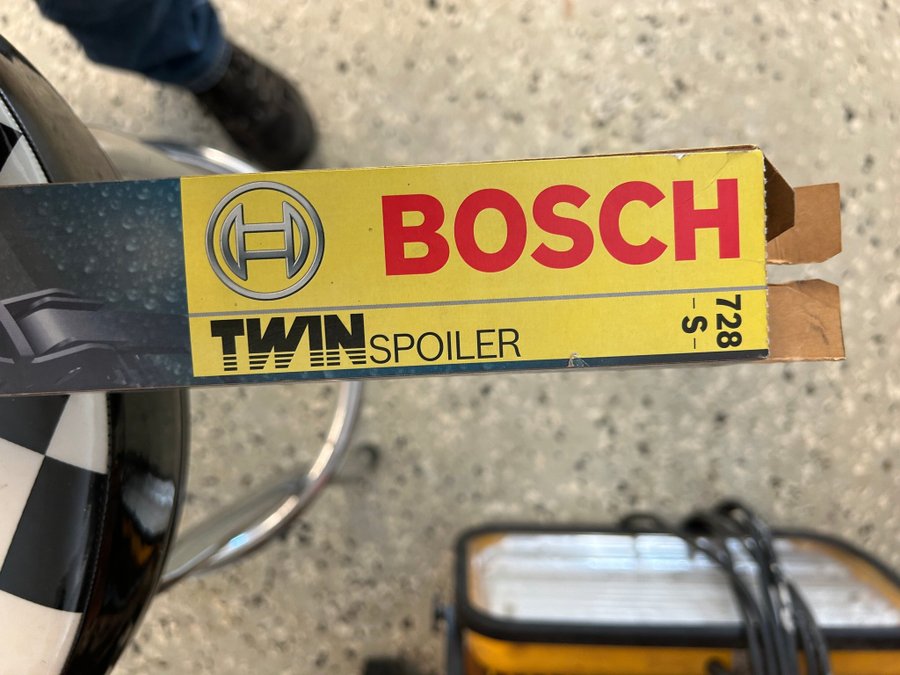 BOSCH
TWIN SPOILER
728
-S-